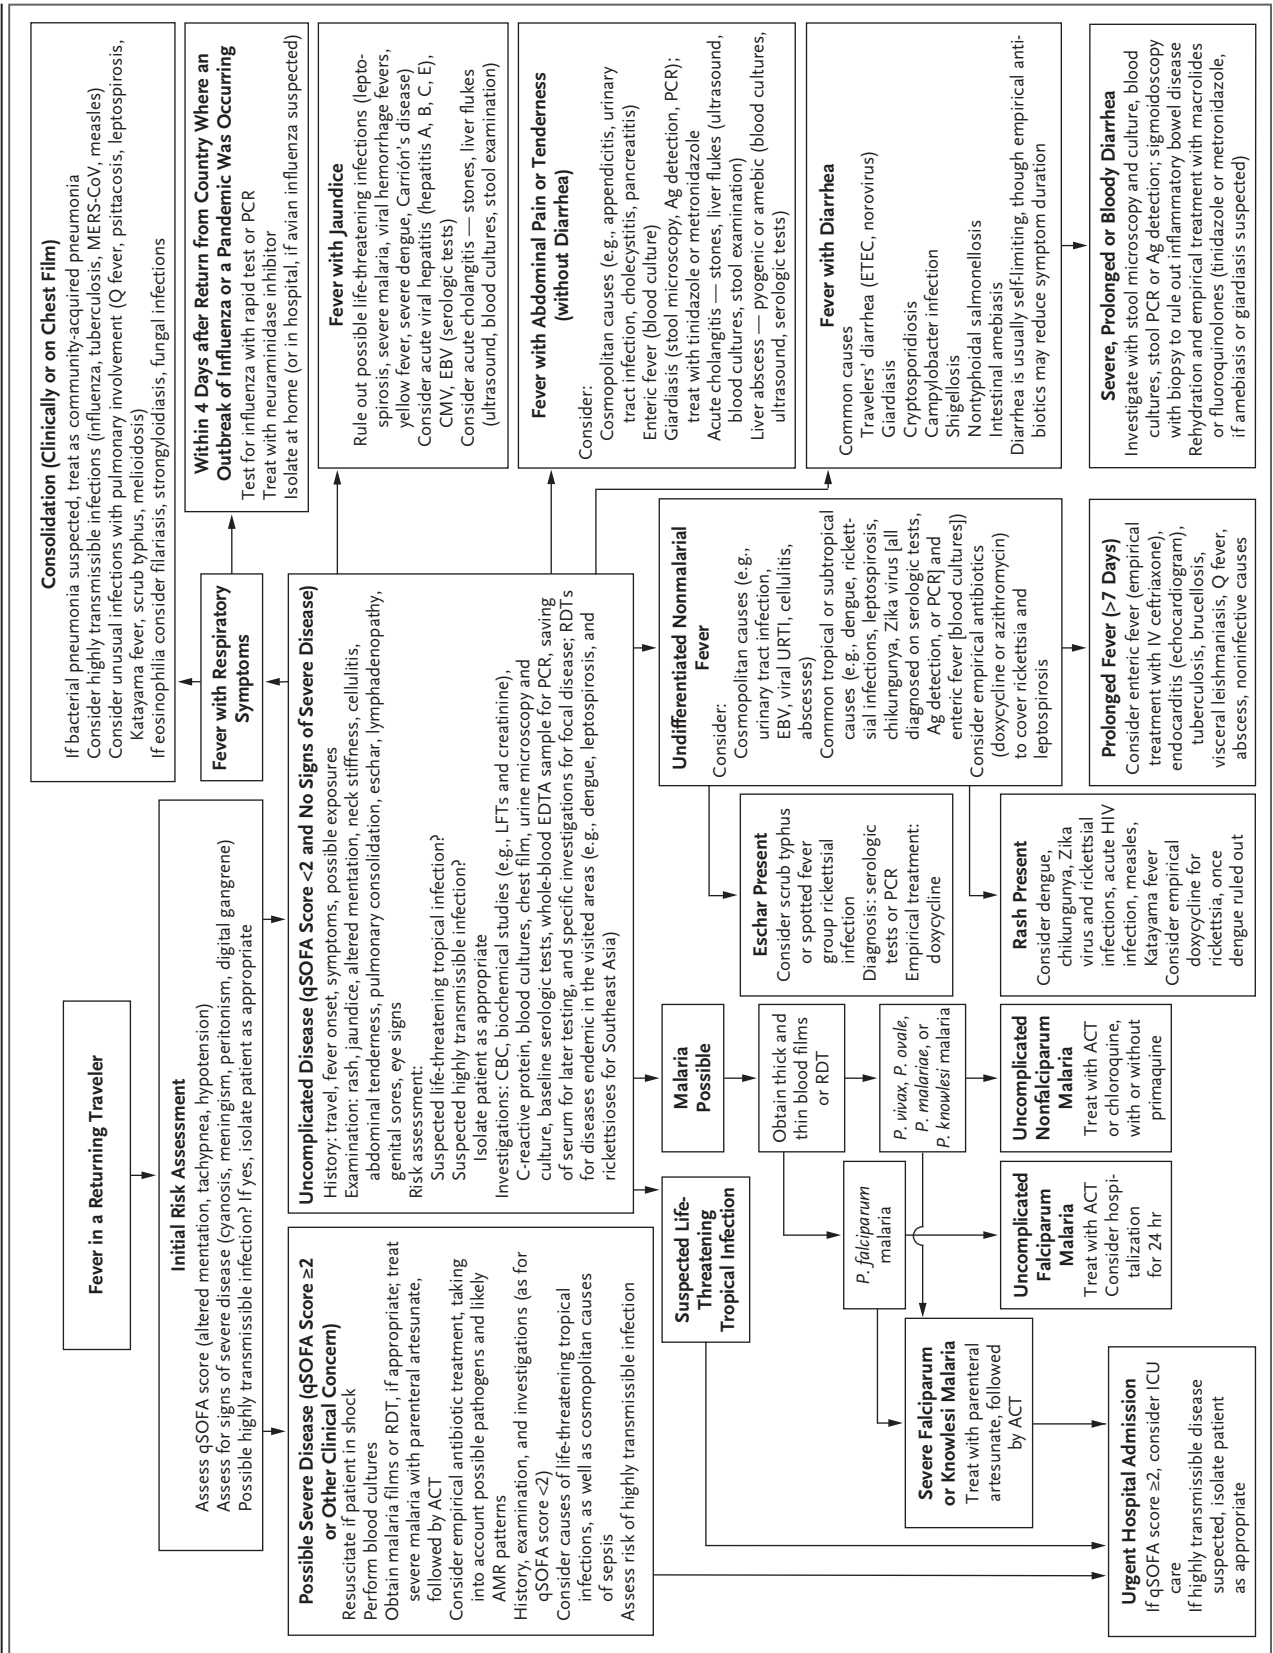 Fever in a Returning Traveler
Initial Risk Assessment
Assess qSOFA score (altered mentation, tachypnea, hypotension)
Assess for signs of severe disease (cyanosis, meningism, peritonism, digital gangrene)
Possible highly transmissible infection? If yes, isolate patient as appropriate
Possible Severe Disease (qSOFA Score ≥2
or Other Clinical Concern)
Resuscitate if patient in shock
Perform blood cultures
Obtain malaria films or RDT, if appropriate; treat
severe malaria with parenteral artesunate,
followed by ACT
Consider empirical antibiotic treatment, taking
into account possible pathogens and likely
AMR patterns
History, examination, and investigations (as for
qSOFA score <2)
Consider causes of life-threatening tropical
infections, as well as cosmopolitan causes
of sepsis
Assess risk of highly transmissible infection
Uncomplicated Disease (qSOFA Score <2 and No Signs of Severe Disease)
History: travel, fever onset, symptoms, possible exposures
Examination: rash, jaundice, altered mentation, neck stiffness, cellulitis,
abdominal tenderness, pulmonary consolidation, eschar, lymphadenopathy,
genital sores, eye signs
Risk assessment:
Suspected life-threatening tropical infection?
Suspected highly transmissible infection?
Isolate patient as appropriate
Investigations: CBC, biochemical studies (e.g., LFTs and creatinine),
C-reactive protein, blood cultures, chest film, urine microscopy and
culture, baseline serologic tests, whole-blood EDTA sample for PCR, saving
of serum for later testing, and specific investigations for focal disease; RDTs
for diseases endemic in the visited areas (e.g., dengue, leptospirosis, and
rickettsioses for Southeast Asia)
Fever with Respiratory
Symptoms
Consolidation (Clinically or on Chest Film)
If bacterial pneumonia suspected, treat as community-acquired pneumonia
Consider highly transmissible infections (influenza, tuberculosis, MERS-CoV, measles)
Consider unusual infections with pulmonary involvement (Q fever, psittacosis, leptospirosis,
Katayama fever, scrub typhus, melioidosis)
If eosinophilia consider filariasis, strongyloidiasis, fungal infections
Within 4 Days after Return from Country Where an
Outbreak of Influenza or a Pandemic Was Occurring
Test for influenza with rapid test or PCR
Treat with neuraminidase inhibitor
Isolate at home (or in hospital, if avian influenza suspected)
Fever with Jaundice
Rule out possible life-threatening infections (lepto-
spirosis, severe malaria, viral hemorrhage fevers,
yellow fever, severe dengue, Carrión's disease)
Consider acute viral hepatitis (hepatitis A, B, C, E),
CMV, EBV (serologic tests)
Consider acute cholangitis — stones, liver flukes
(ultrasound, blood cultures, stool examination)
Fever with Abdominal Pain or Tenderness
(without Diarrhea)
Consider:
Cosmopolitan causes (e.g., appendicitis, urinary
tract infection, cholecystitis, pancreatitis)
Enteric fever (blood culture)
Giardiasis (stool microscopy, Ag detection, PCR);
treat with tinidazole or metronidazole
Acute cholangitis — stones, liver flukes (ultrasound,
blood cultures, stool examination)
Liver abscess — pyogenic or amebic (blood cultures,
ultrasound, serologic tests)
Fever with Diarrhea
Common causes
Travelers' diarrhea (ETEC, norovirus)
Giardiasis
Cryptosporidiosis
Campylobacter infection
Shigellosis
Nontyphoidal salmonellosis
Intestinal amebiasis
Diarrhea is usually self-limiting, though empirical anti-
biotics may reduce symptom duration
Severe, Prolonged or Bloody Diarrhea
Investigate with stool microscopy and culture, blood
cultures, stool PCR or Ag detection; sigmoidoscopy
with biopsy to rule out inflammatory bowel disease
Rehydration and empirical treatment with macrolides
or fluoroquinolones (tinidazole or metronidazole,
if amebiasis or giardiasis suspected)
Undifferentiated Nonmalarial
Fever
Consider:
Cosmopolitan causes (e.g.,
urinary tract infection,
EBV, viral URTI, cellulitis,
abscesses)
Common tropical or subtropical
causes (e.g., dengue, rickett-
sial infections, leptospirosis,
chikungunya, Zika virus [all
diagnosed on serologic tests,
Ag detection, or PCR] and
enteric fever [blood cultures])
Consider empirical antibiotics
(doxycycline or azithromycin)
to cover rickettsia and
leptospirosis
Prolonged Fever (>7 Days)
Consider enteric fever (empirical
treatment with IV ceftriaxone),
endocarditis (echocardiogram),
tuberculosis, brucellosis,
visceral leishmaniasis, Q fever,
abscess, noninfective causes
Eschar Present
Consider scrub typhus
or spotted fever
group rickettsial
infection
Diagnosis: serologic
tests or PCR
Empirical treatment:
doxycycline
Rash Present
Consider dengue,
chikungunya, Zika
virus and rickettsial
infections, acute HIV
infection, measles,
Katayama fever
Consider empirical
doxycycline for
rickettsia, once
dengue ruled out
Malaria
Possible
Obtain thick and
thin blood films
or RDT
P. vivax, P. ovale,
P. malariae, or
P. knowlesi malaria
Uncomplicated
Nonfalciparum
Malaria
Treat with ACT
or chloroquine,
with or without
primaquine
P. falciparum
malaria
Uncomplicated
Falciparum
Malaria
Treat with ACT
Consider hospi-
talization
for 24 hr
Severe Falciparum
or Knowlesi Malaria
Treat with parenteral
artesunate, followed
by ACT
Suspected Life-
Threatening
Tropical Infection
Urgent Hospital Admission
If qSOFA score ≥2, consider ICU
care
If highly transmissible disease
suspected, isolate patient
as appropriate